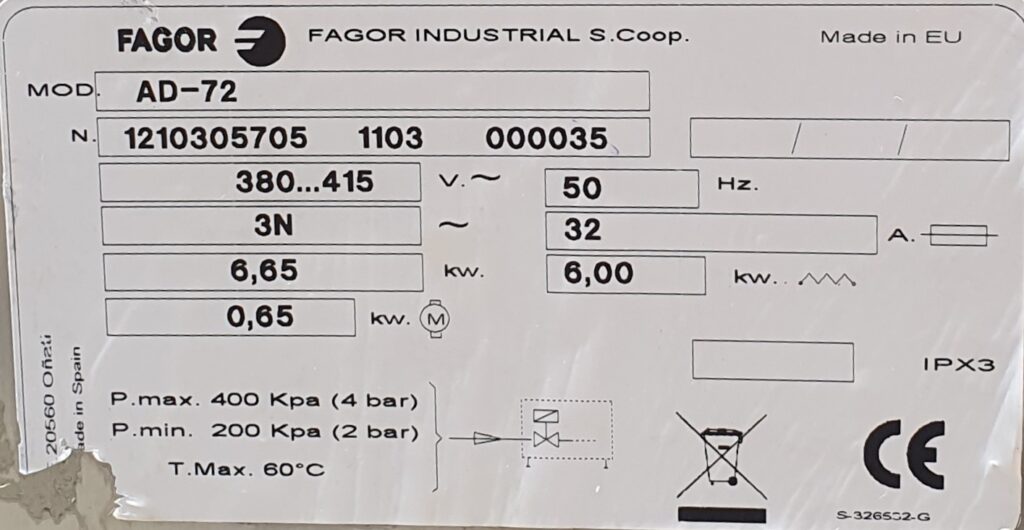 FAGOR FAGOR INDUSTRIAL S.Coop. Made in EU
MOD. AD-72
N. 1210305705 1103 000035 / /
380...415 V.~ 50 Hz.
3N ~ 32 A.
6,65 kw. 6,00 kw..
0,65 kw. M
IPX3
P.max. 400 Kpa (4 bar)
P.min. 200 Kpa (2 bar)
T.Max. 60°C
20560 Oñati
in Spain
CE